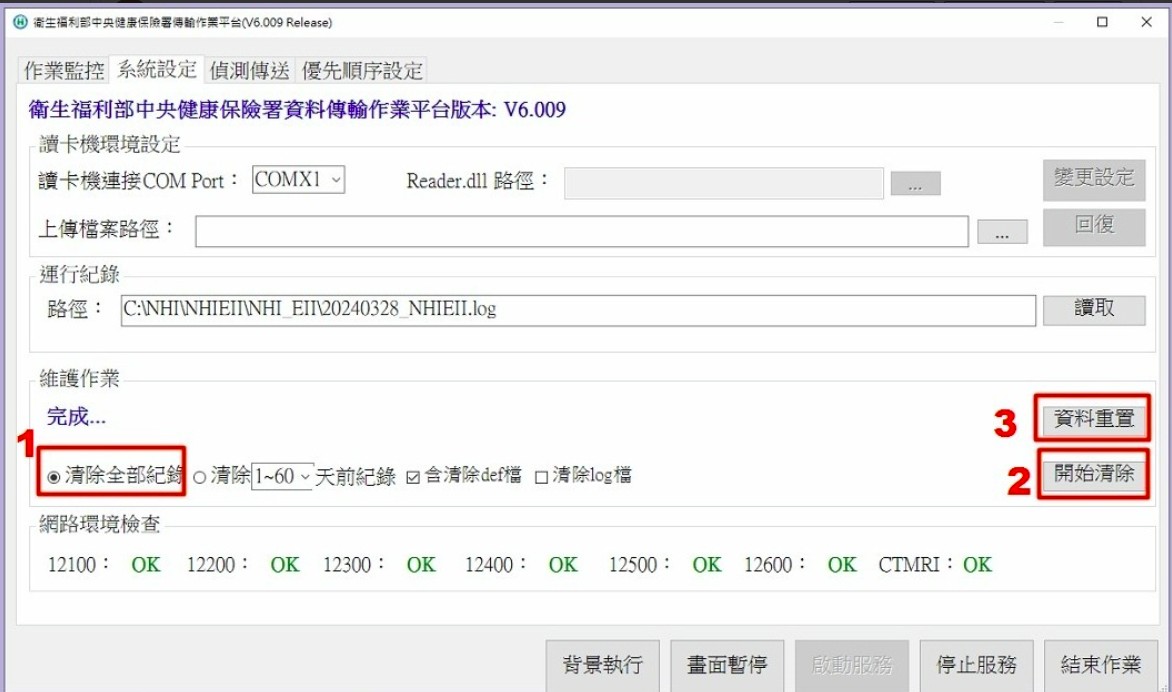 衛生福利部中央健康保險署傳輸作業平台(V6.009 Release)
作業監控 系統設定 偵測傳送 優先順序設定
衛生福利部中央健康保險署資料傳輸作業平台版本: V6.009
讀卡機環境設定
讀卡機連接COM Port： COMX1 Reader.dll 路徑： ... 變更設定
上傳檔案路徑： ... 回復
運行紀錄
路徑： C:\NHI\NHIEII\NHI_EII\20240328_NHIEII.log 讀取
維護作業
完成... 3 資料重置
1 清除全部紀錄 清除 1~60 天前紀錄 含清除def檔 清除log檔 2 開始清除
網路環境檢查
12100： OK 12200： OK 12300： OK 12400： OK 12500： OK 12600： OK CTMRI： OK
背景執行 畫面暫停 啟動服務 停止服務 結束作業